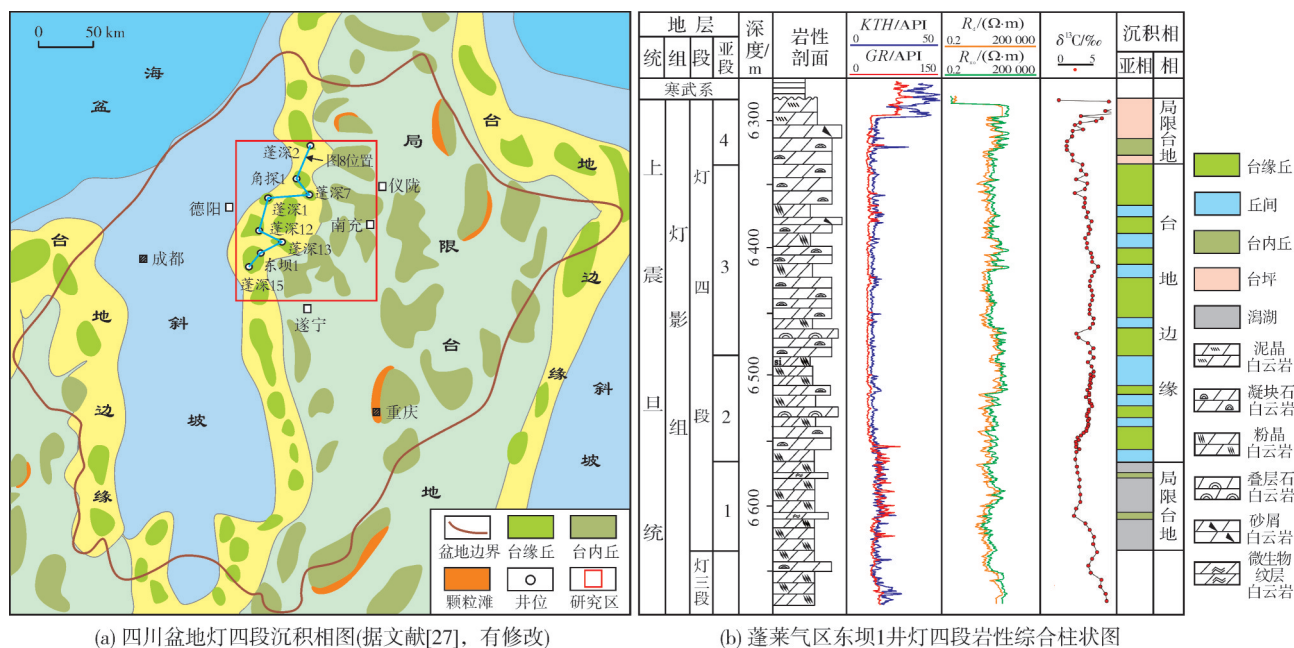 0 50 km
海
盆
台
地
边
缘
斜
坡
局
限
台
地
台
地
边
缘
斜
坡
蓬深2
图8位置
角探1
仪陇
蓬深7
德阳
蓬深1
南充
蓬深12
蓬深13
成都
东坝1
蓬深15
遂宁
重庆
盆地边界 台缘丘 台内丘
颗粒滩 井位 研究区
(a) 四川盆地灯四段沉积相图(据文献[27]，有修改)
地 层
统 组 段 亚段
深度/m
岩性剖面
KTH/API
0 50
GR/API
0 150
0.2 200 000
0.2 200 000
δ¹³C/‰
0 5
沉积相
亚相 相
寒武系
上震旦统
灯影组
灯四段
灯三段
4
3
2
1
6 300
6 400
6 500
6 600
Si
局限台地
台地边缘
局限台地
台缘丘
丘间
台内丘
台坪
潟湖
泥晶
白云岩
凝块石
白云岩
粉晶
白云岩
叠层石
白云岩
砂屑
白云岩
微生物
纹层
白云岩
(b) 蓬莱气区东坝1井灯四段岩性综合柱状图